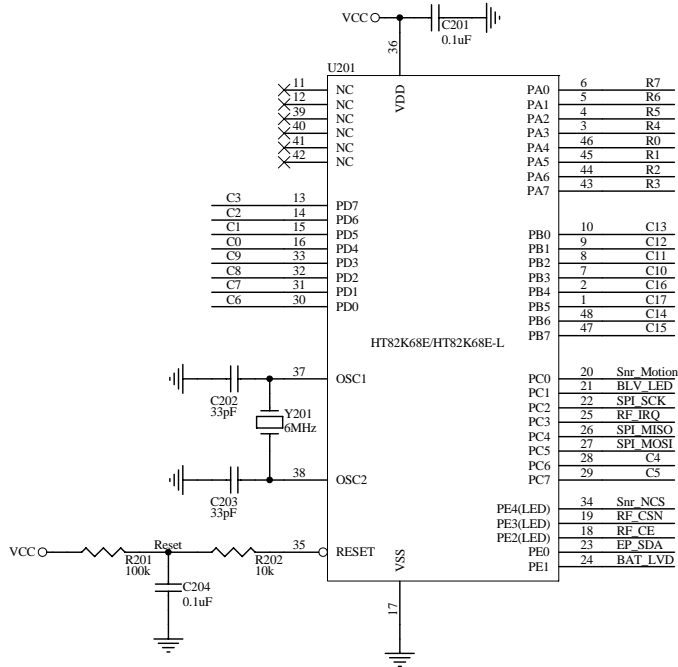 VCC
C201
0.1uF
36
U201
VDD
11 NC
12 NC
39 NC
40 NC
41 NC
42 NC
C3 13 PD7
C2 14 PD6
C1 15 PD5
C0 16 PD4
C9 33 PD3
C8 32 PD2
C7 31 PD1
C6 30 PD0
PA0 6 R7
PA1 5 R6
PA2 4 R5
PA3 3 R4
PA4 46 R0
PA5 45 R1
PA6 44 R2
PA7 43 R3
PB0 10 C13
PB1 9 C12
PB2 8 C11
PB3 7 C10
PB4 2 C16
PB5 1 C17
PB6 48 C14
PB7 47 C15
HT82K68E/HT82K68E-L
37 OSC1
C202
33pF
Y201
6MHz
38 OSC2
C203
33pF
PC0 20 Snr_Motion
PC1 21 BLV_LED
PC2 22 SPI_SCK
PC3 25 RF_IRQ
PC4 26 SPI_MISO
PC5 27 SPI_MOSI
PC6 28 C4
PC7 29 C5
PE4(LED) 34 Snr_NCS
PE3(LED) 19 RF_CSN
PE2(LED) 18 RF_CE
PE0 23 EP_SDA
PE1 24 BAT_LVD
VCC
R201
100k
Reset
R202
10k
35 RESET
C204
0.1uF
VSS
17